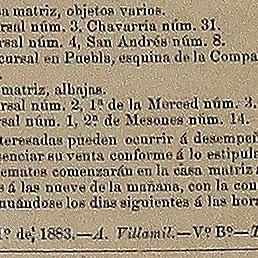 a matriz, objetos varios.
rsal núm. 3, Chavarría núm. 31.
rsal núm. 4, San Andrés núm. 8.
cursal en Puebla, esquina de la Compa
matriz, alhajas.
rsal núm. 2, 1ª de la Merced núm. 3.
rsal núm. 1, 2ª de Mesones núm. 14.
teresadas pueden ocurrir á desempeñ
enciar su venta conforme á lo estipula
emates comenzarán en la casa matriz
s á las nueve de la mañana, con la con
nuándose los dias siguientes á las hor
1º de 1883.—A. Villamil.—Vº Bº—